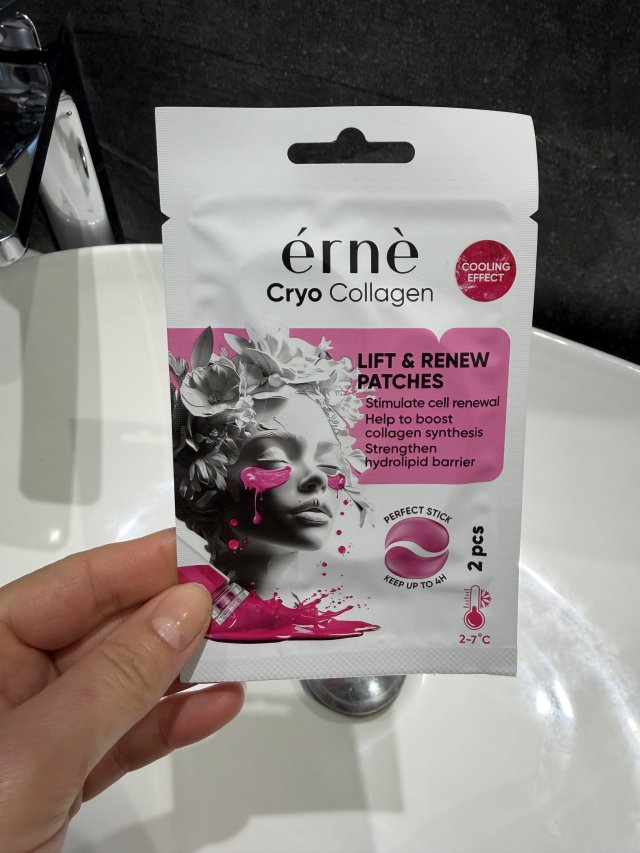 érnè
Cryo Collagen
COOLING
EFFECT
LIFT & RENEW
PATCHES
Stimulate cell renewal
Help to boost
collagen synthesis
Strengthen
hydrolipid barrier
PERFECT STICK
KEEP UP TO 4H
2 pcs
2-7°C